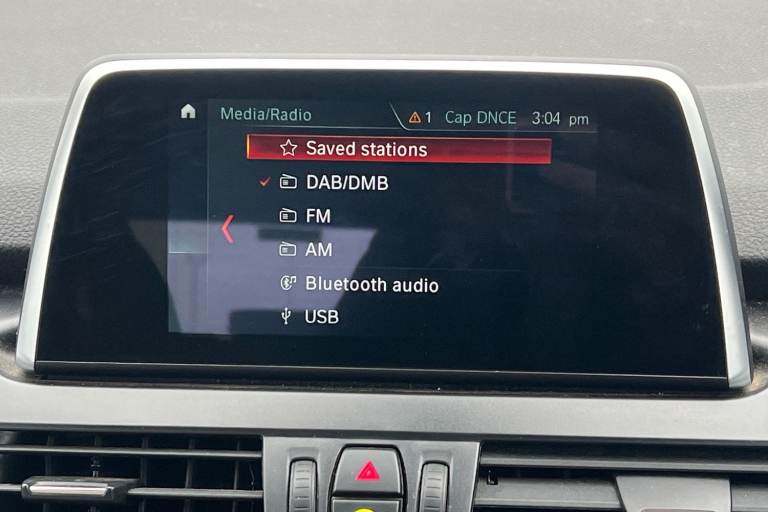 Media/Radio 1 Cap DNCE 3:04 pm
Saved stations
DAB/DMB
FM
AM
Bluetooth audio
USB